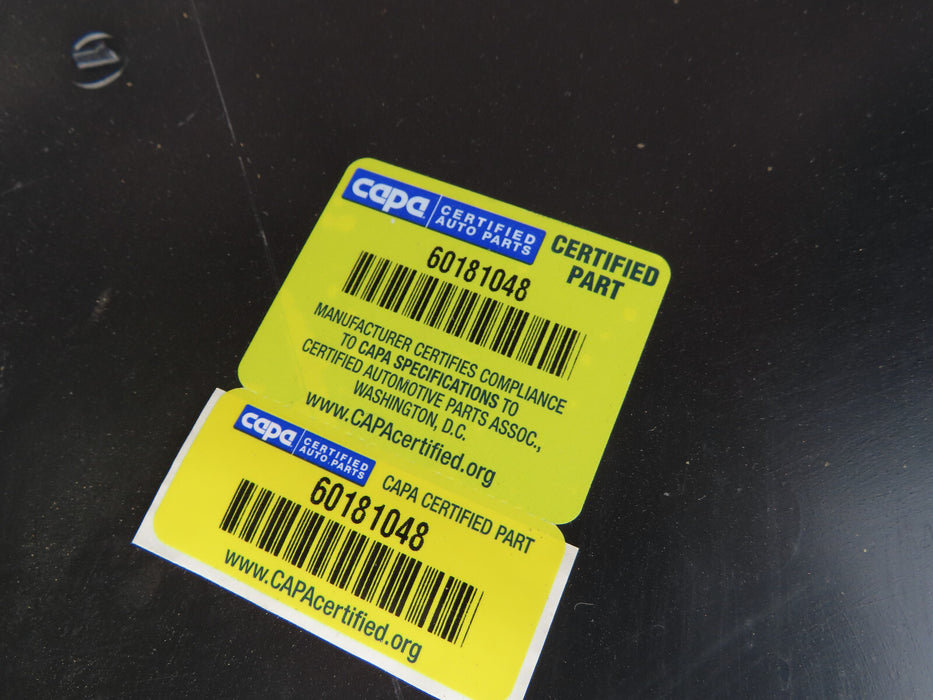 capa CERTIFIED AUTO PARTS
CERTIFIED PART
60181048
MANUFACTURER CERTIFIES COMPLIANCE
TO CAPA SPECIFICATIONS TO
CERTIFIED AUTOMOTIVE PARTS ASSOC.,
WASHINGTON, D.C.
www.CAPAcertified.org
capa CERTIFIED AUTO PARTS
CAPA CERTIFIED PART
60181048
www.CAPAcertified.org